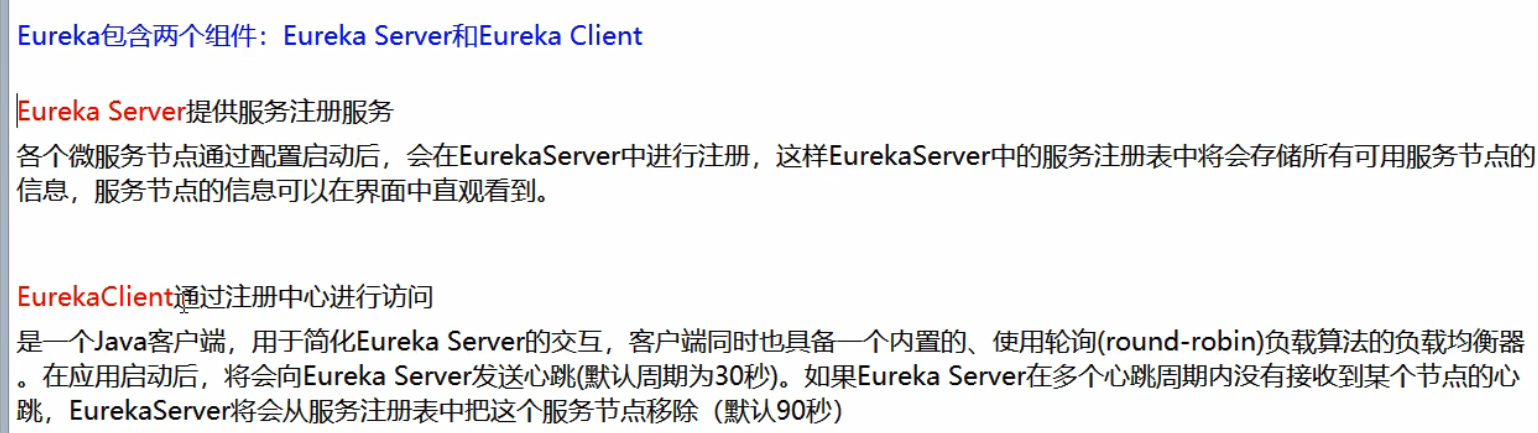 Eureka包含两个组件：Eureka Server和Eureka Client
Eureka Server提供服务注册服务
各个微服务节点通过配置启动后，会在EurekaServer中进行注册，这样EurekaServer中的服务注册表中将会存储所有可用服务节点的
信息，服务节点的信息可以在界面中直观看到。
EurekaClient通过注册中心进行访问
是一个Java客户端，用于简化Eureka Server的交互，客户端同时也具备一个内置的、使用轮询(round-robin)负载算法的负载均衡器
。在应用启动后，将会向Eureka Server发送心跳(默认周期为30秒)。如果Eureka Server在多个心跳周期内没有接收到某个节点的心
跳，EurekaServer将会从服务注册表中把这个服务节点移除（默认90秒）